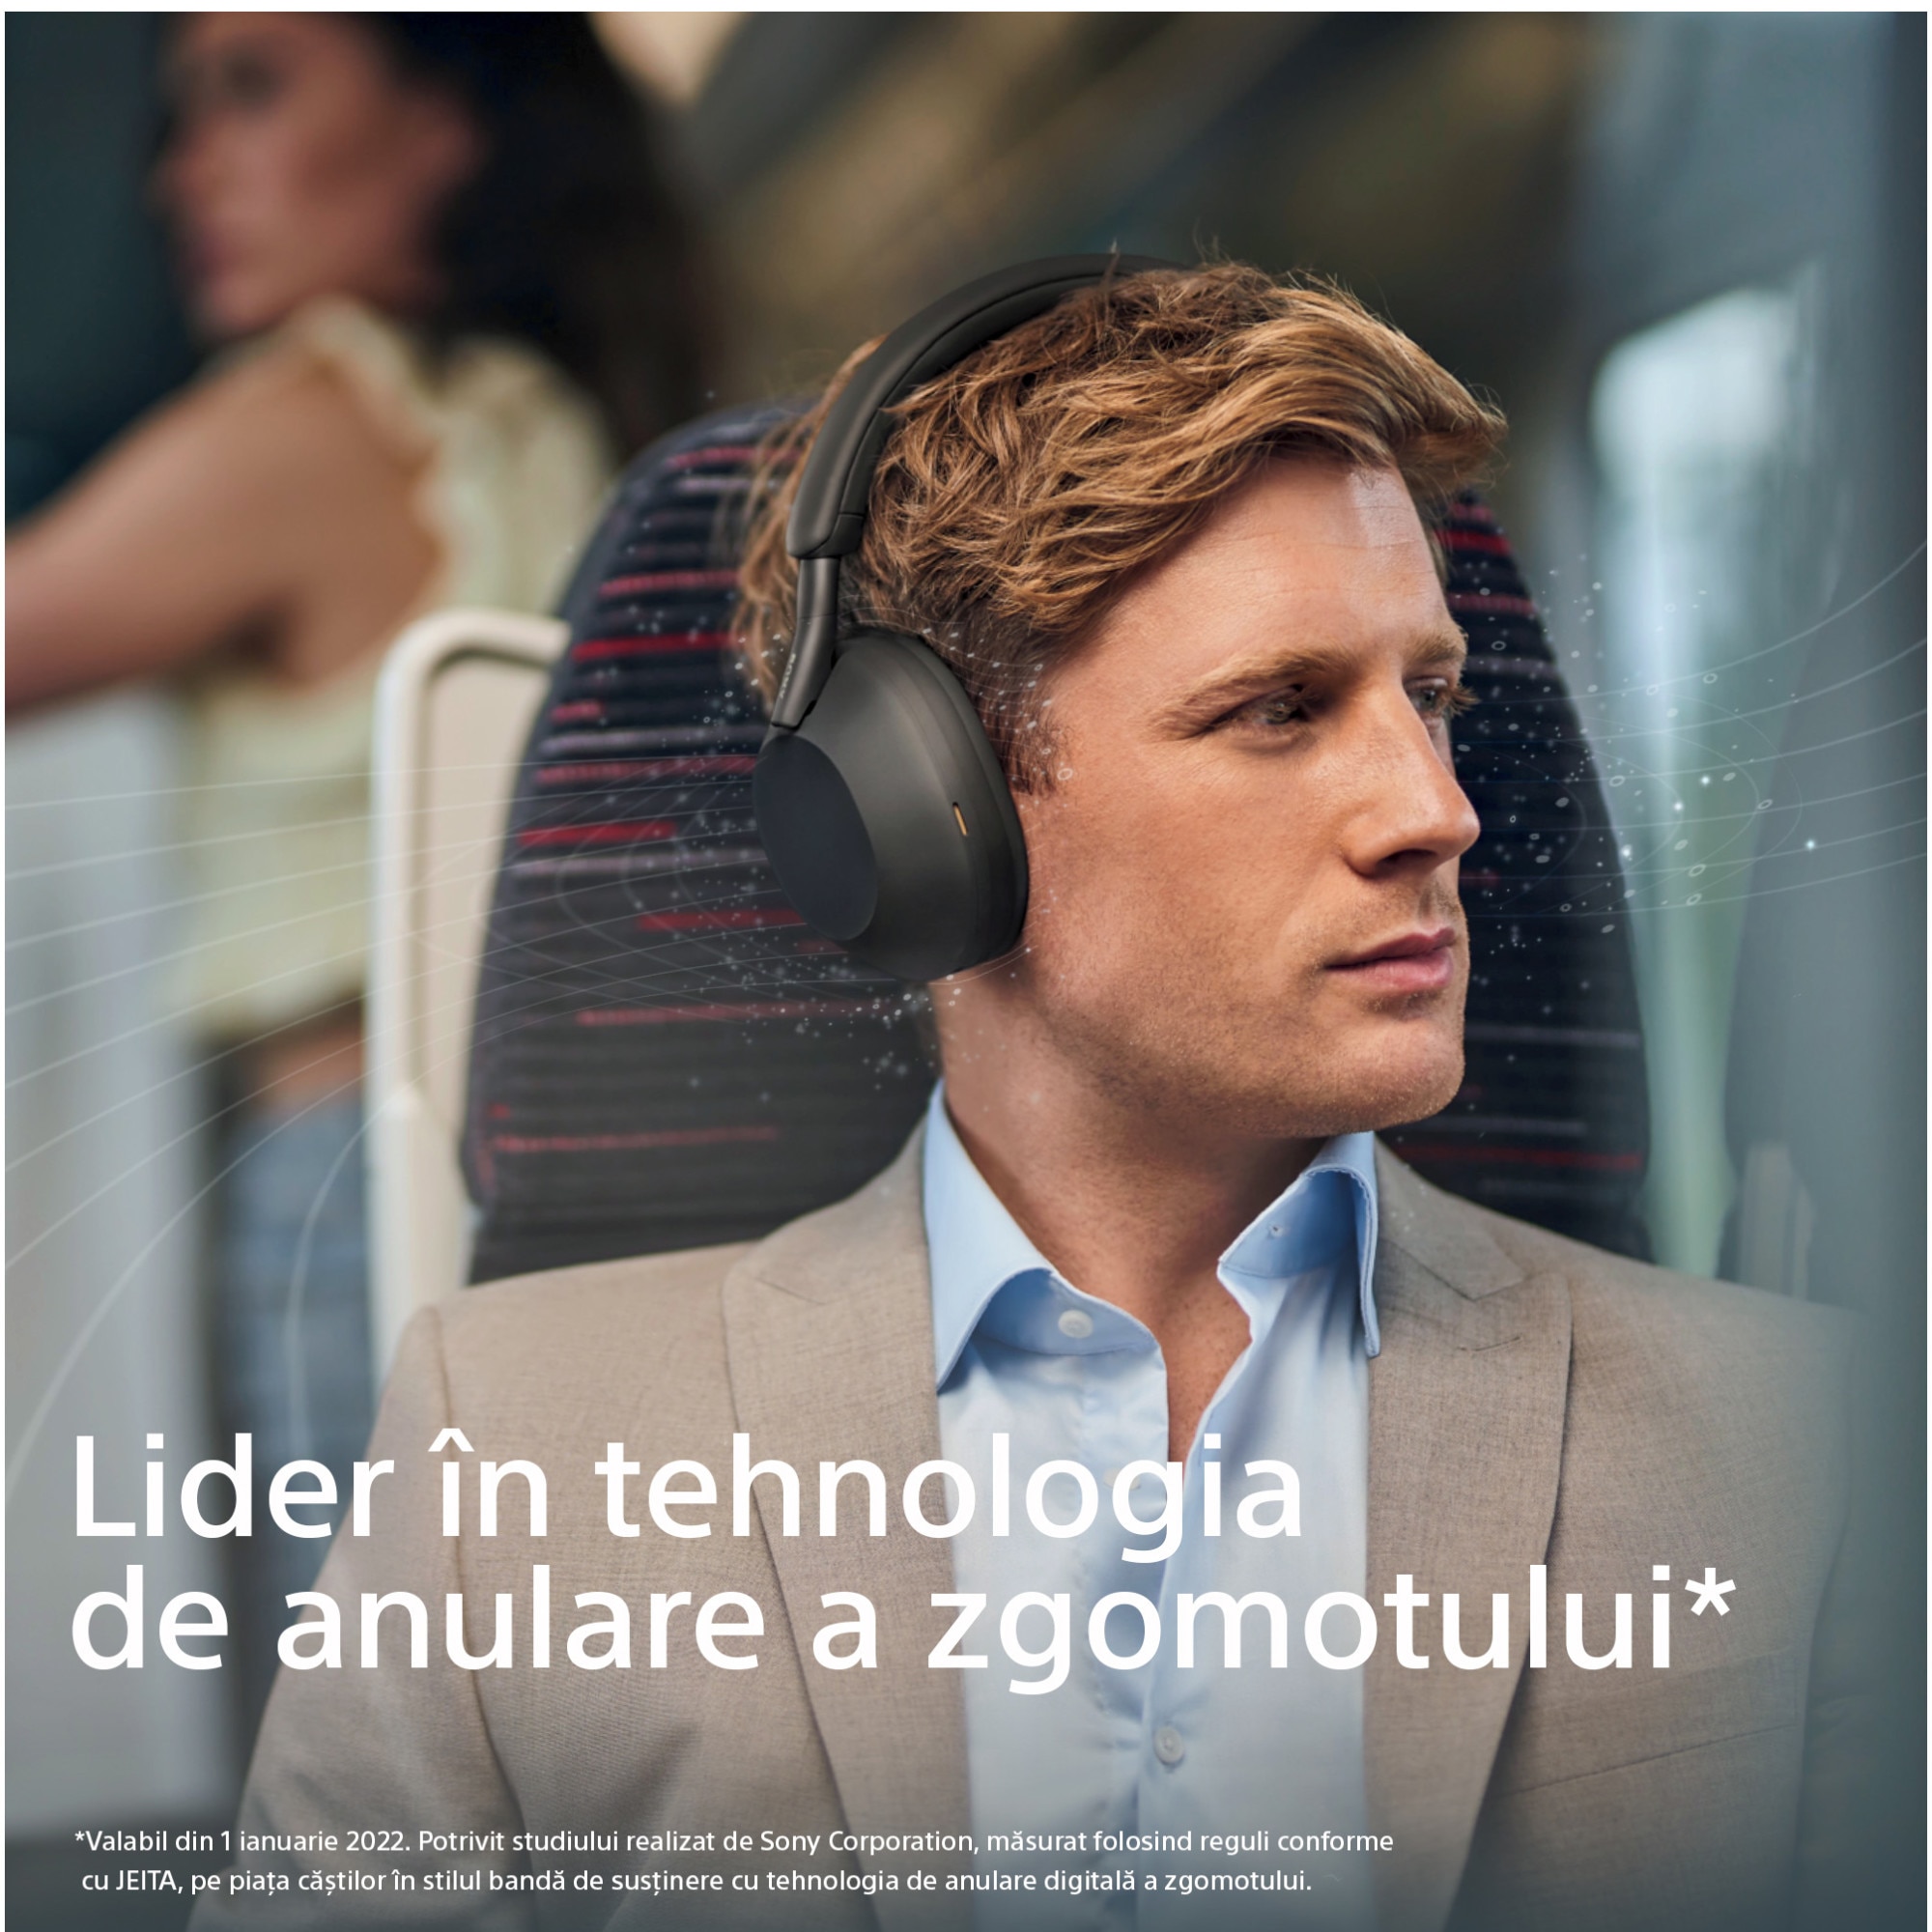 Lider în tehnologia
de anulare a zgomotului*
*Valabil din 1 ianuarie 2022. Potrivit studiului realizat de Sony Corporation, măsurat folosind reguli conforme
cu JEITA, pe piața căștilor în stilul bandă de susținere cu tehnologia de anulare digitală a zgomotului.